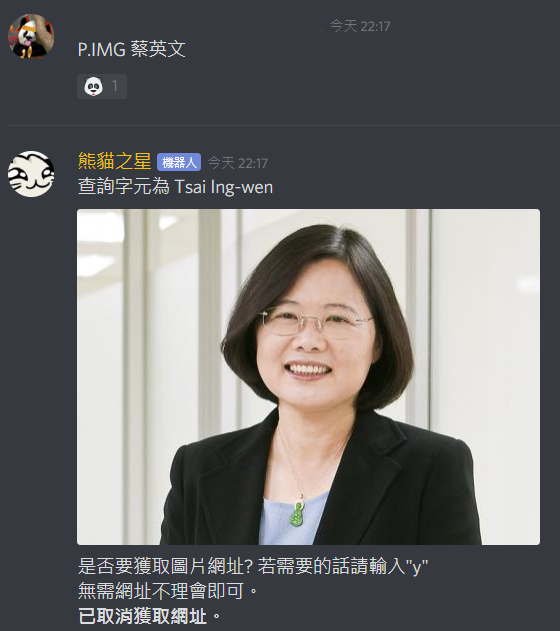 今天 22:17
P.IMG 蔡英文
1
熊貓之星 機器人 今天 22:17
查詢字元為 Tsai Ing-wen
是否要獲取圖片網址? 若需要的話請輸入"y"
無需網址不理會即可。
已取消獲取網址。